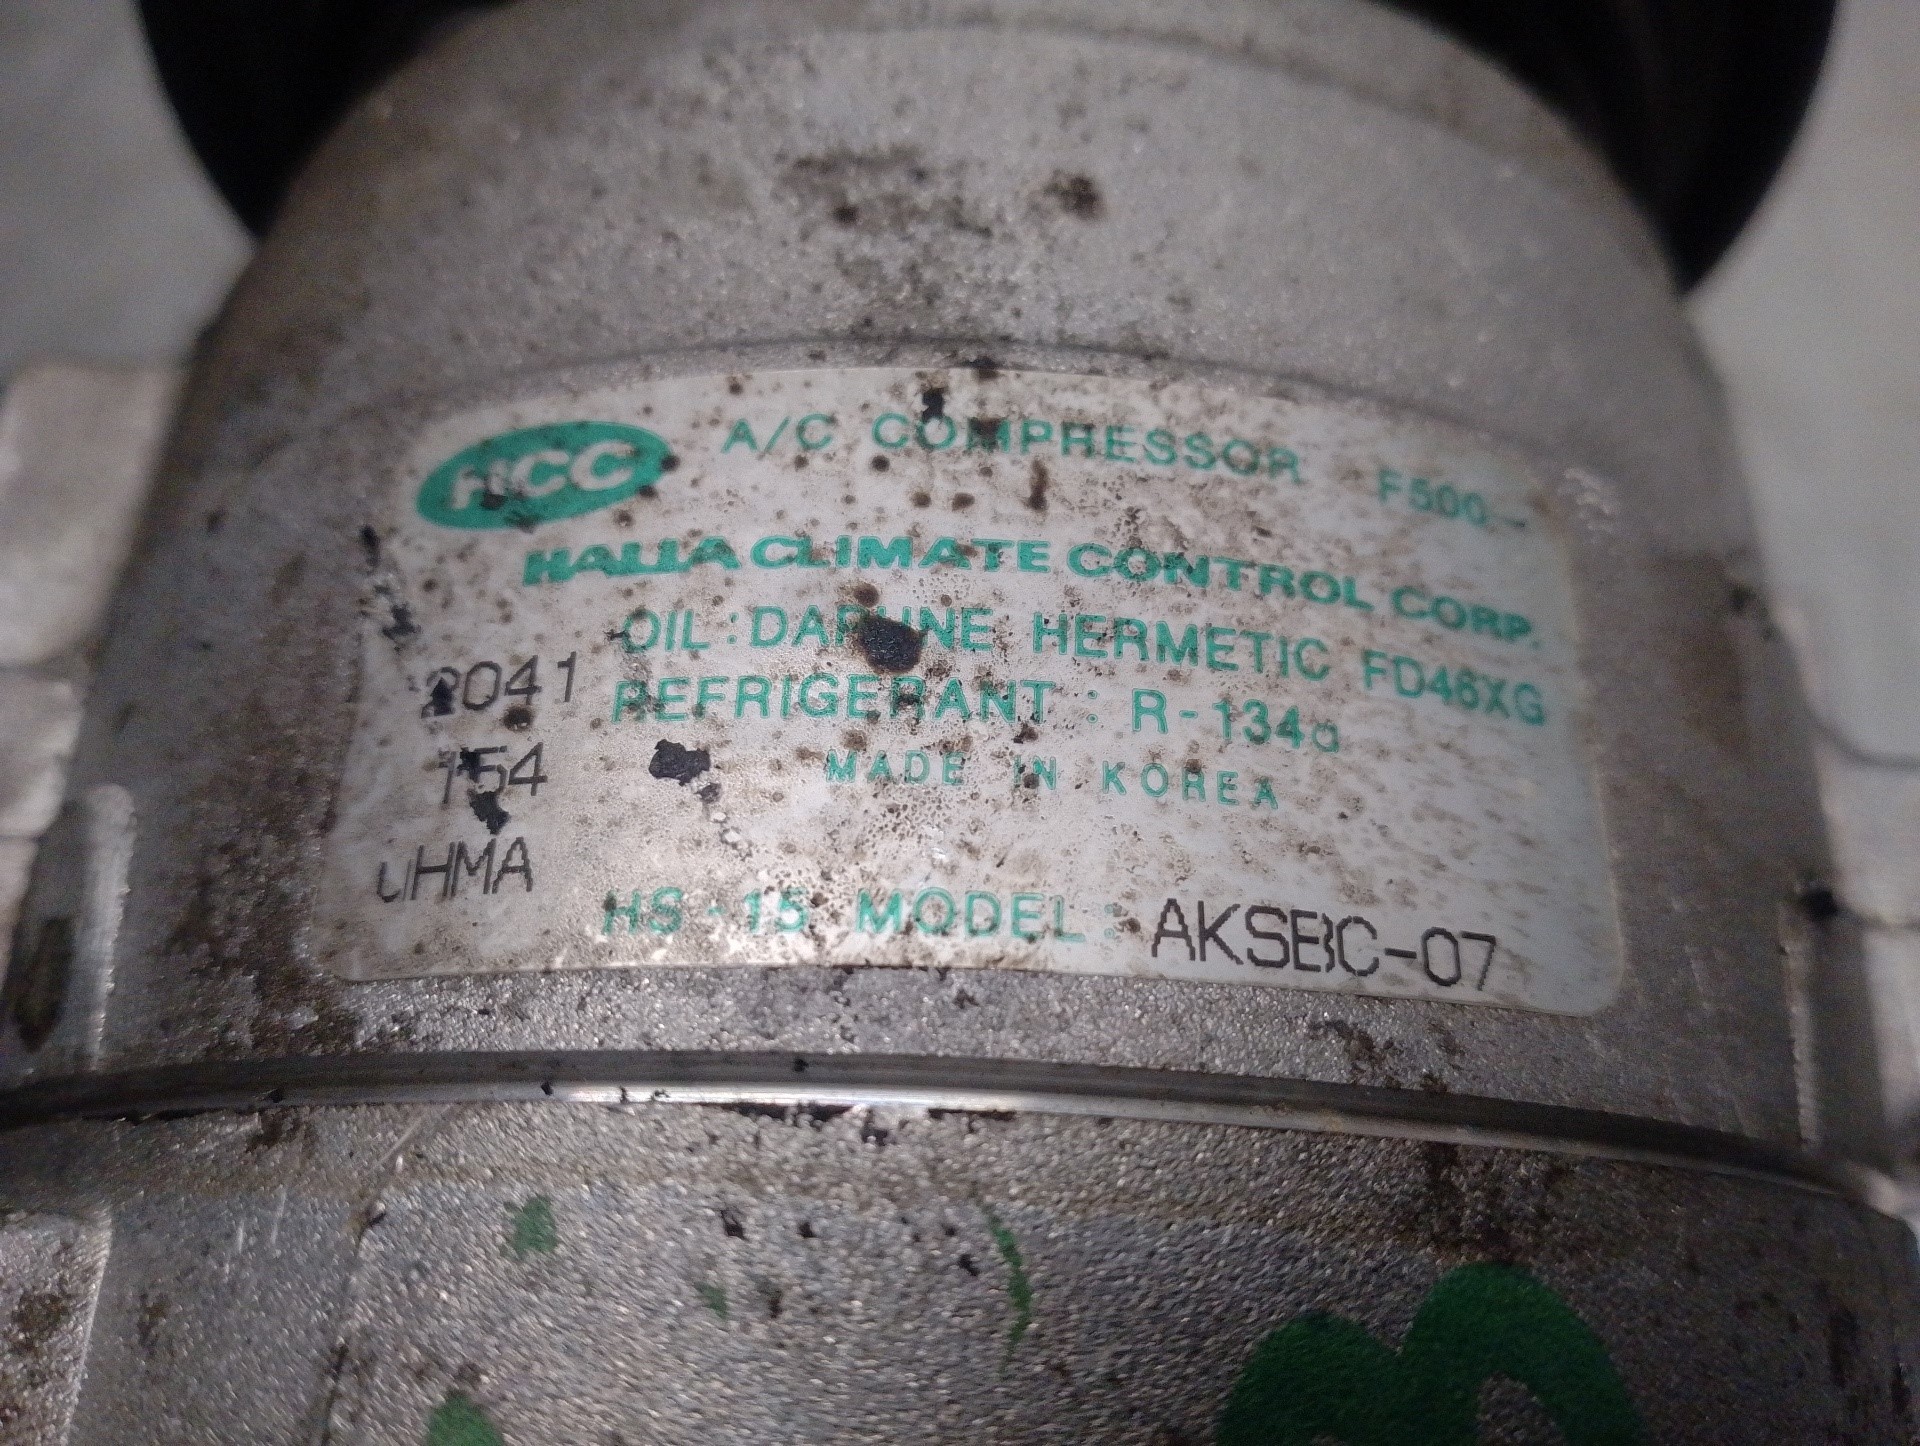 HCC A/C COMPRESSOR F500-
HALLA CLIMATE CONTROL CORP.
OIL : DAPHNE HERMETIC FD46XG
2041 REFRIGERANT : R-134a
154 MADE IN KOREA
HS-15 MODEL : AKSBC-07